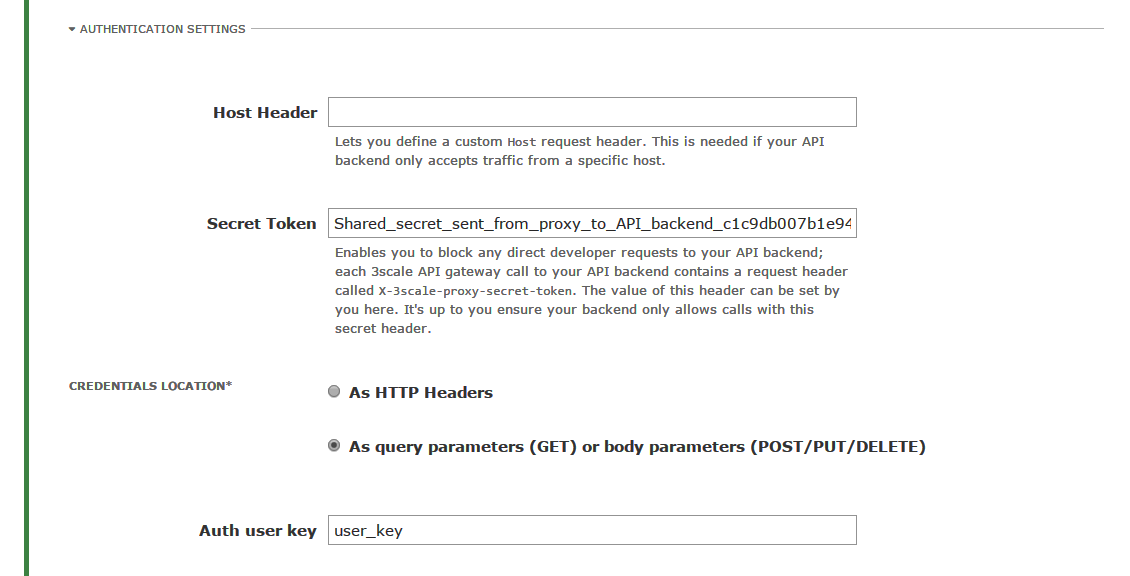 AUTHENTICATION SETTINGS
Host Header
Lets you define a custom Host request header. This is needed if your API
backend only accepts traffic from a specific host.
Secret Token Shared_secret_sent_from_proxy_to_API_backend_c1c9db007b1e94
Enables you to block any direct developer requests to your API backend;
each 3scale API gateway call to your API backend contains a request header
called X-3scale-proxy-secret-token. The value of this header can be set by
you here. It's up to you ensure your backend only allows calls with this
secret header.
CREDENTIALS LOCATION* As HTTP Headers
As query parameters (GET) or body parameters (POST/PUT/DELETE)
Auth user key user_key